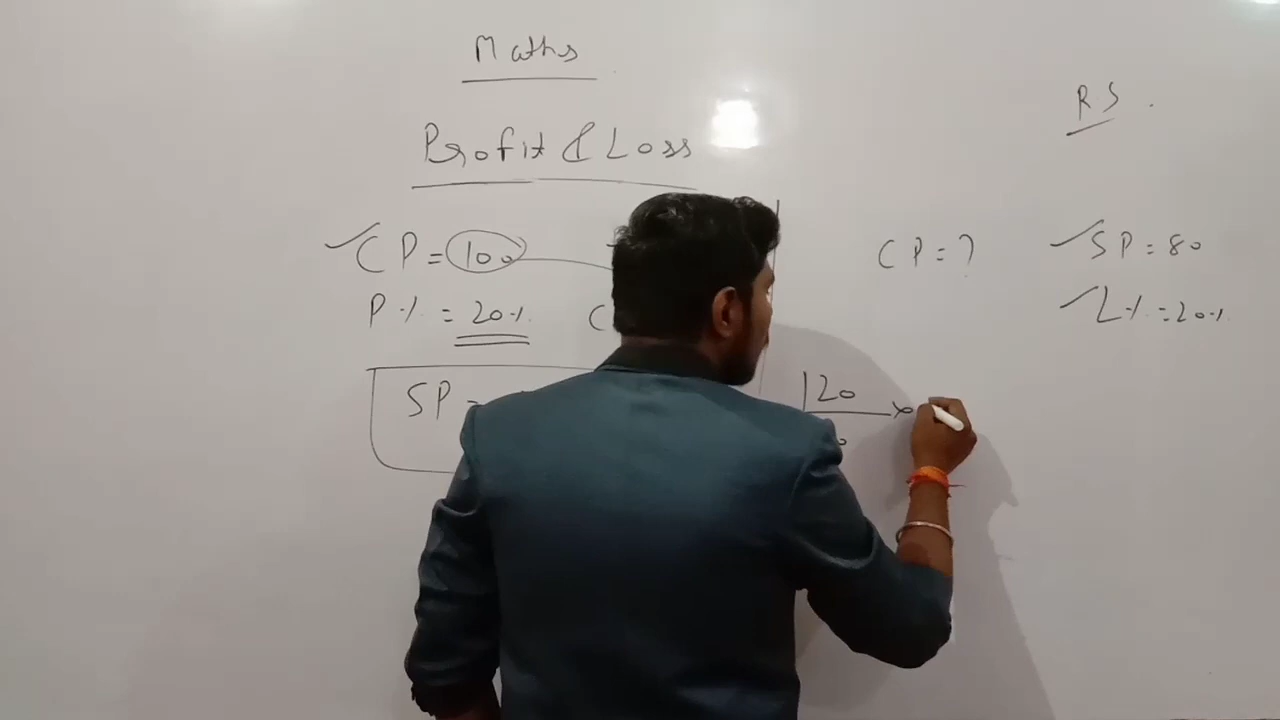 Maths
RS.
Profit & Loss
CP = 100
P% = 20%
SP =
CP = ?
SP = 80
L% = 20%
120